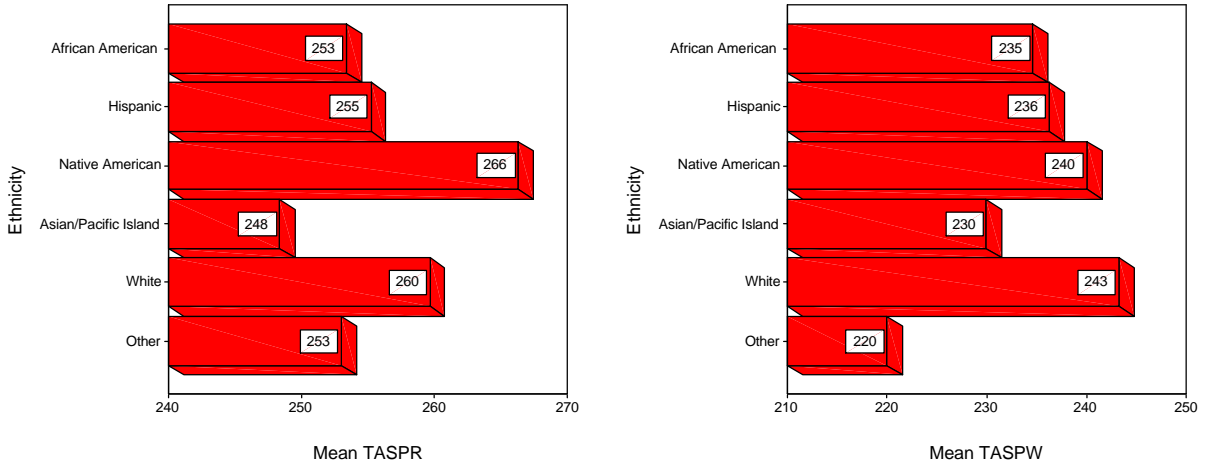 Ethnicity
African American
253
Hispanic
255
Native American
266
Asian/Pacific Island
248
White
260
Other
253
240 250 260 270
Mean TASPR
Ethnicity
African American
235
Hispanic
236
Native American
240
Asian/Pacific Island
230
White
243
Other
220
210 220 230 240 250
Mean TASPW